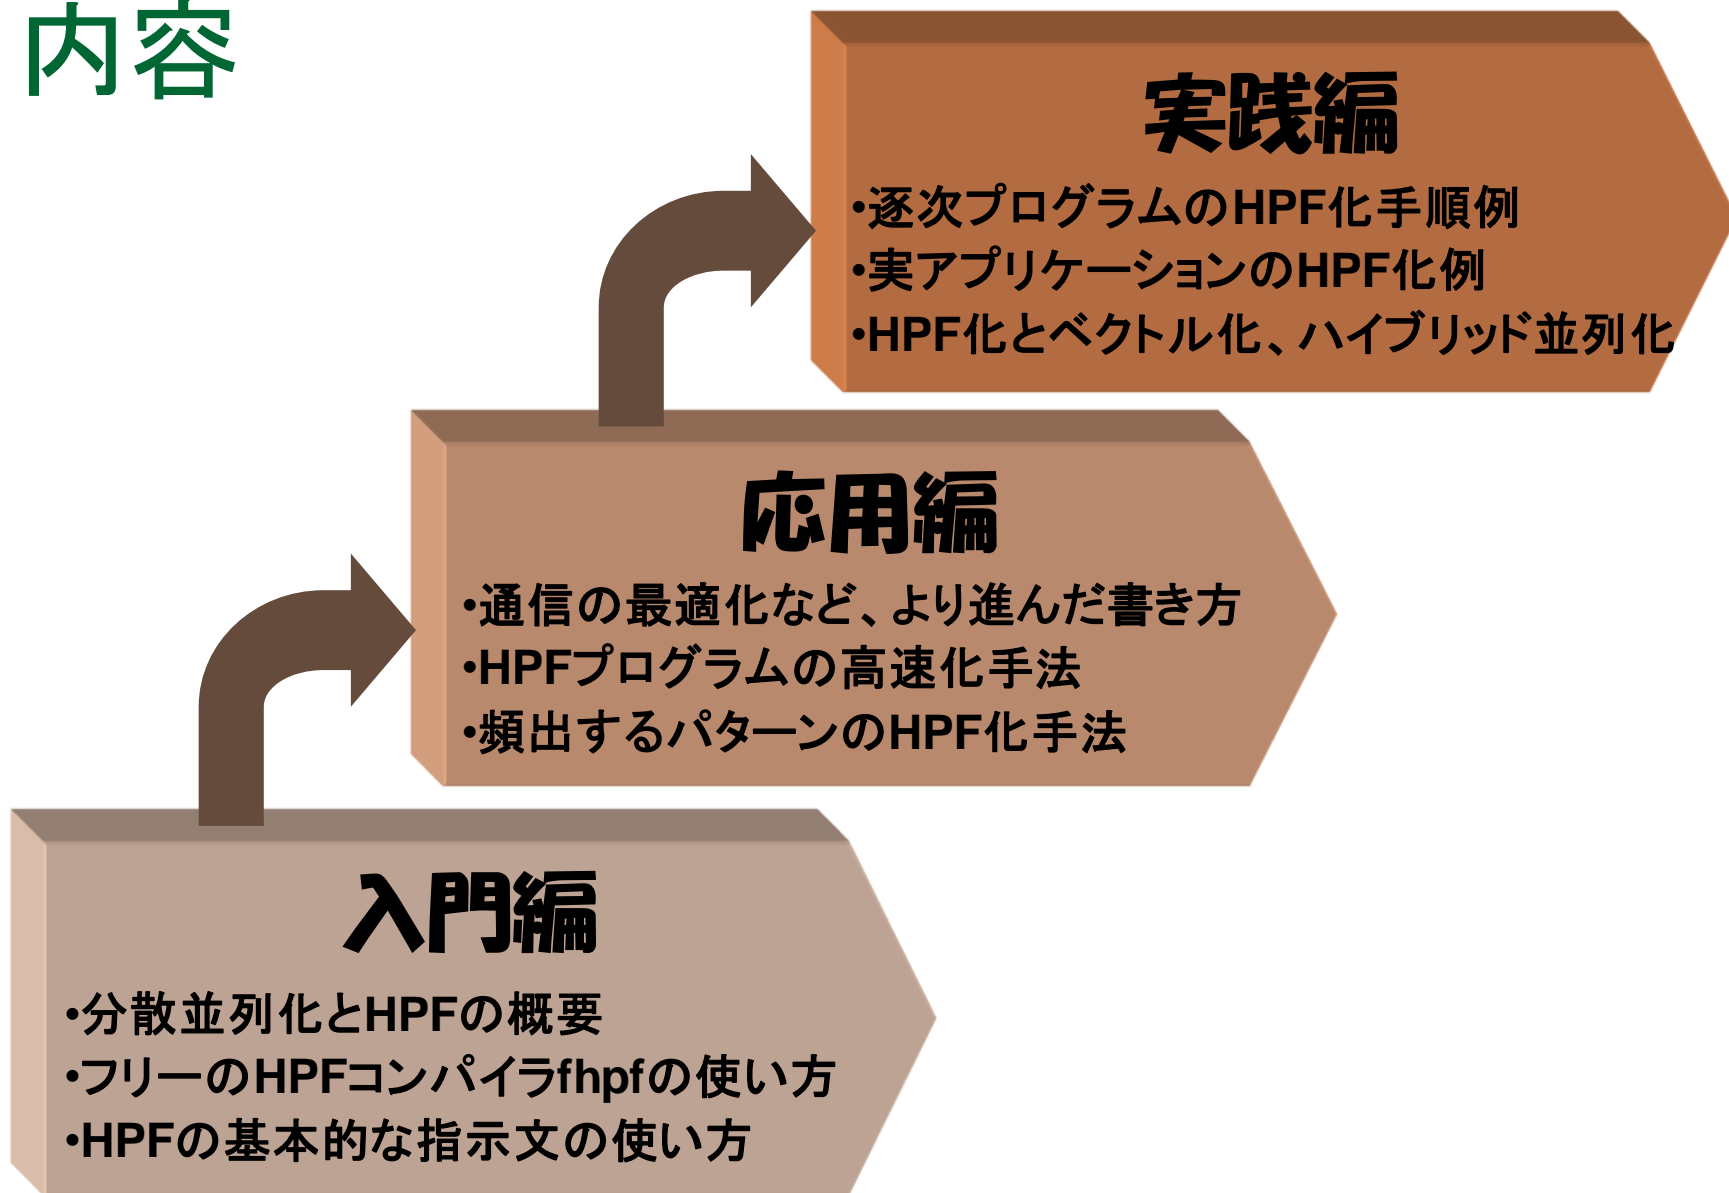 内容
実践編
•逐次プログラムのHPF化手順例
•実アプリケーションのHPF化例
•HPF化とベクトル化、ハイブリッド並列化
応用編
•通信の最適化など、より進んだ書き方
•HPFプログラムの高速化手法
•頻出するパターンのHPF化手法
入門編
•分散並列化とHPFの概要
•フリーのHPFコンパイラfhpfの使い方
•HPFの基本的な指示文の使い方